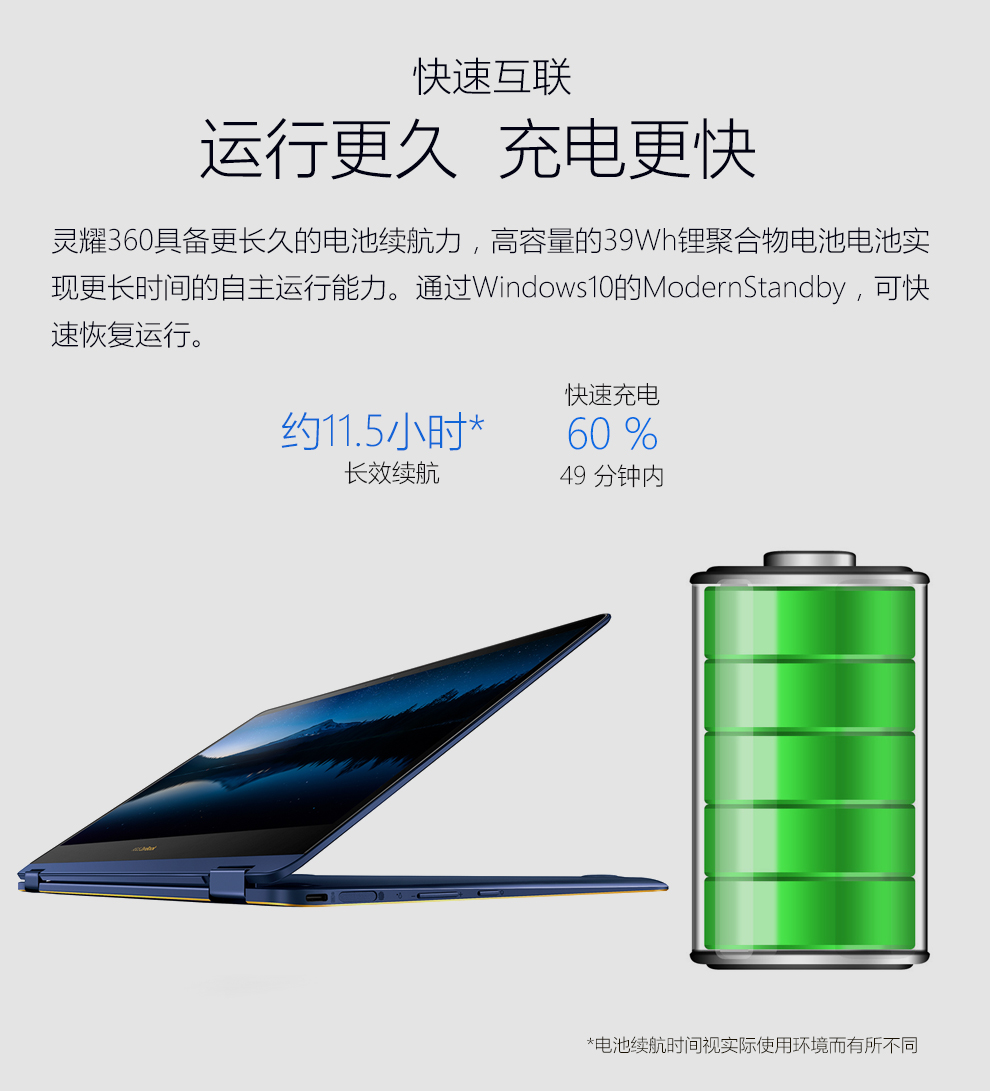 快速互联
运行更久 充电更快
灵耀360具备更长久的电池续航力，高容量的39Wh锂聚合物电池电池实
现更长时间的自主运行能力。通过Windows10的ModernStandby，可快
速恢复运行。
快速充电
约11.5小时*
60 %
长效续航
49 分钟内
*电池续航时间视实际使用环境而有所不同